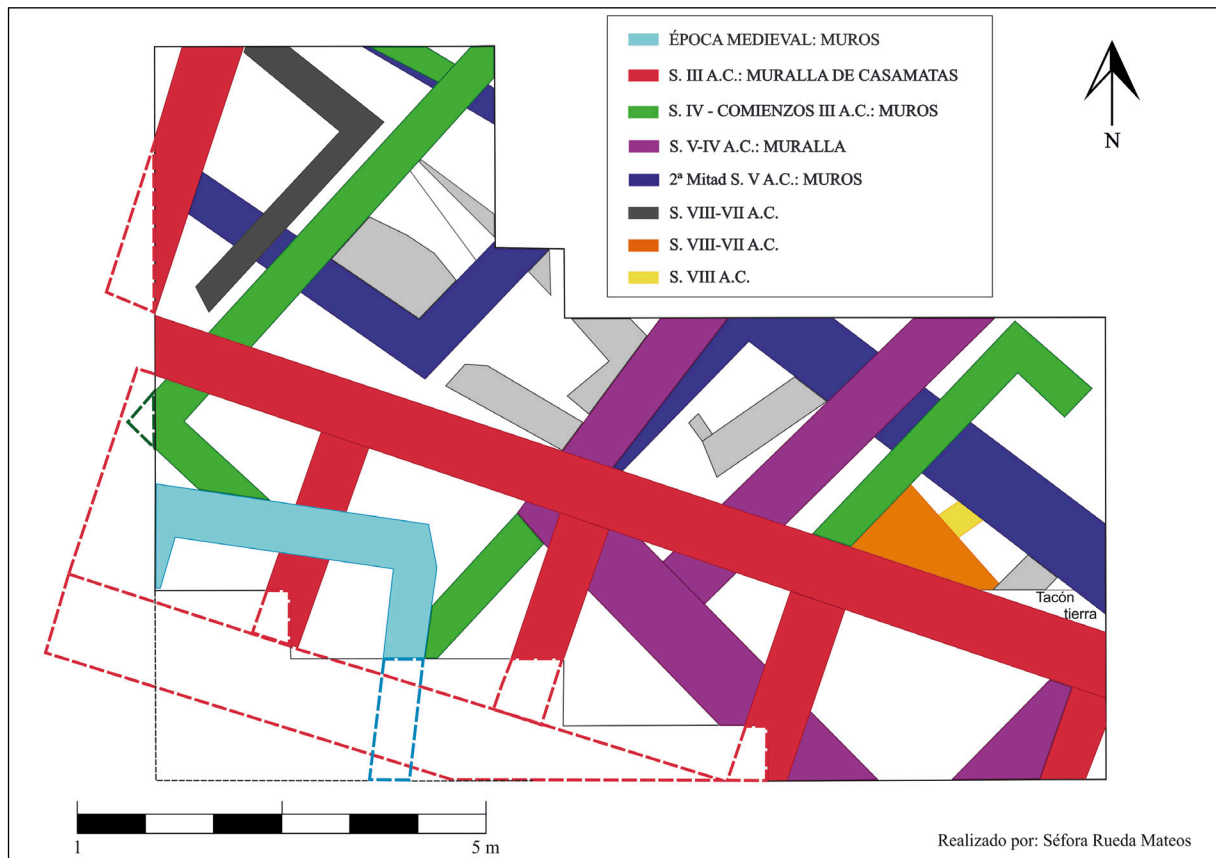 ÉPOCA MEDIEVAL: MUROS
S. III A.C.: MURALLA DE CASAMATAS
S. IV - COMIENZOS III A.C.: MUROS
S. V-IV A.C.: MURALLA
2ª Mitad S. V A.C.: MUROS
S. VIII-VII A.C.
S. VIII-VII A.C.
S. VIII A.C.
N
Tacón
tierra
1 5 m
Realizado por: Séfora Rueda Mateos